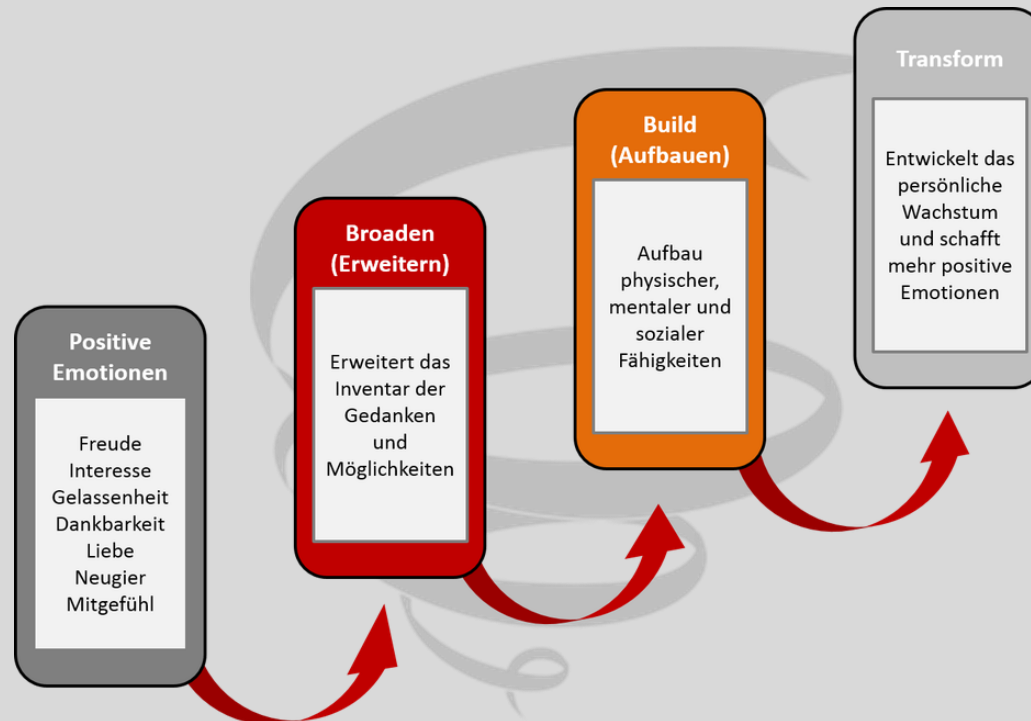 Positive
Emotionen
Freude
Interesse
Gelassenheit
Dankbarkeit
Liebe
Neugier
Mitgefühl
Broaden
(Erweitern)
Erweitert das
Inventar der
Gedanken
und
Möglichkeiten
Build
(Aufbauen)
Aufbau
physischer,
mentaler und
sozialer
Fähigkeiten
Transform
Entwickelt das
persönliche
Wachstum
und schafft
mehr positive
Emotionen